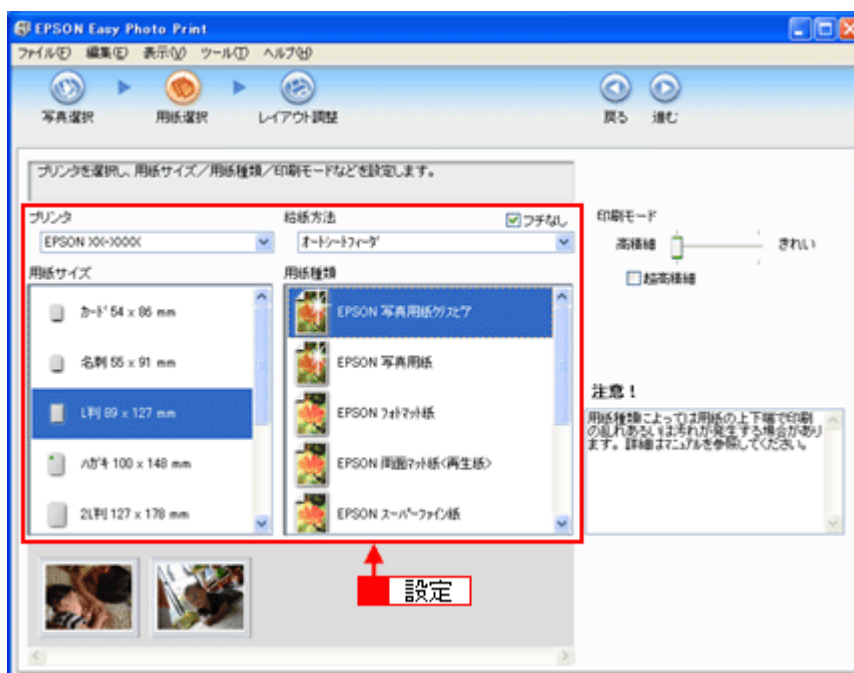 EPSON Easy Photo Print
ファイル(F) 編集(E) 表示(V) ツール(T) ヘルプ(H)
写真選択 用紙選択 レイアウト調整 戻る 進む
プリンタを選択し、用紙サイズ/用紙種類/印刷モードなどを設定します。
プリンタ 給紙方法 フチなし
EPSON XX-XXXX オートシートフィーダ
用紙サイズ 用紙種類
カード 54 x 86 mm
名刺 55 x 91 mm
L判 89 x 127 mm
ハガキ 100 x 148 mm
2L判 127 x 178 mm
EPSON 写真用紙クリスピア
EPSON 写真用紙
EPSON フォトマット紙
EPSON 両面マット紙<再生紙>
EPSON スーパーファイン紙
印刷モード
高精細 きれい
超高精細
注意!
用紙種類によっては用紙の上下端で印刷
の乱れあるいは汚れが発生する場合があり
ます。詳細はマニュアルを参照してください。
設定